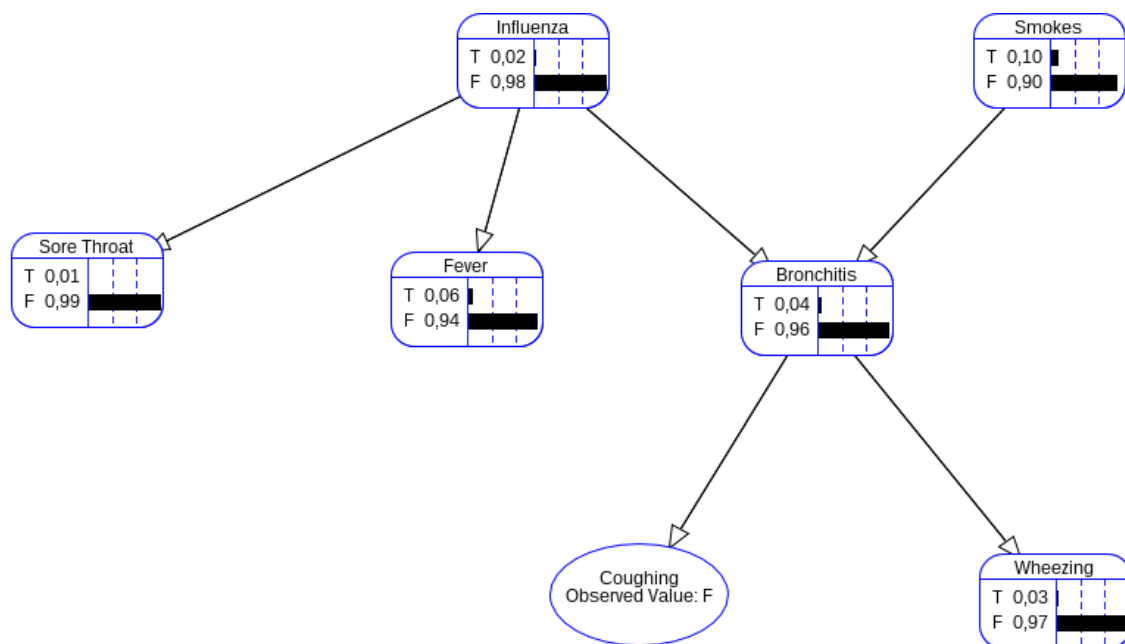 Influenza
T 0,02
F 0,98
Smokes
T 0,10
F 0,90
Sore Throat
T 0,01
F 0,99
Fever
T 0,06
F 0,94
Bronchitis
T 0,04
F 0,96
Coughing
Observed Value: F
Wheezing
T 0,03
F 0,97